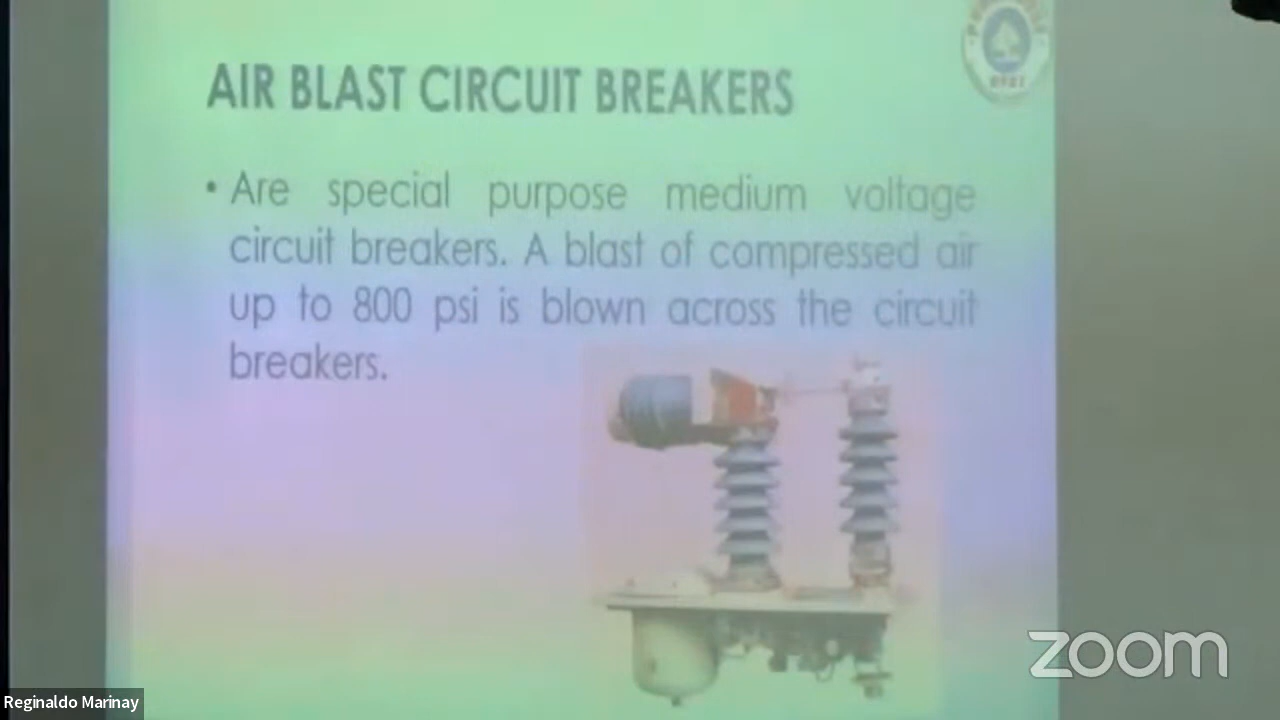 AIR BLAST CIRCUIT BREAKERS
• Are special purpose medium voltage
circuit breakers. A blast of compressed air
up to 800 psi is blown across the circuit
breakers.
zoom
Reginaldo Marinay